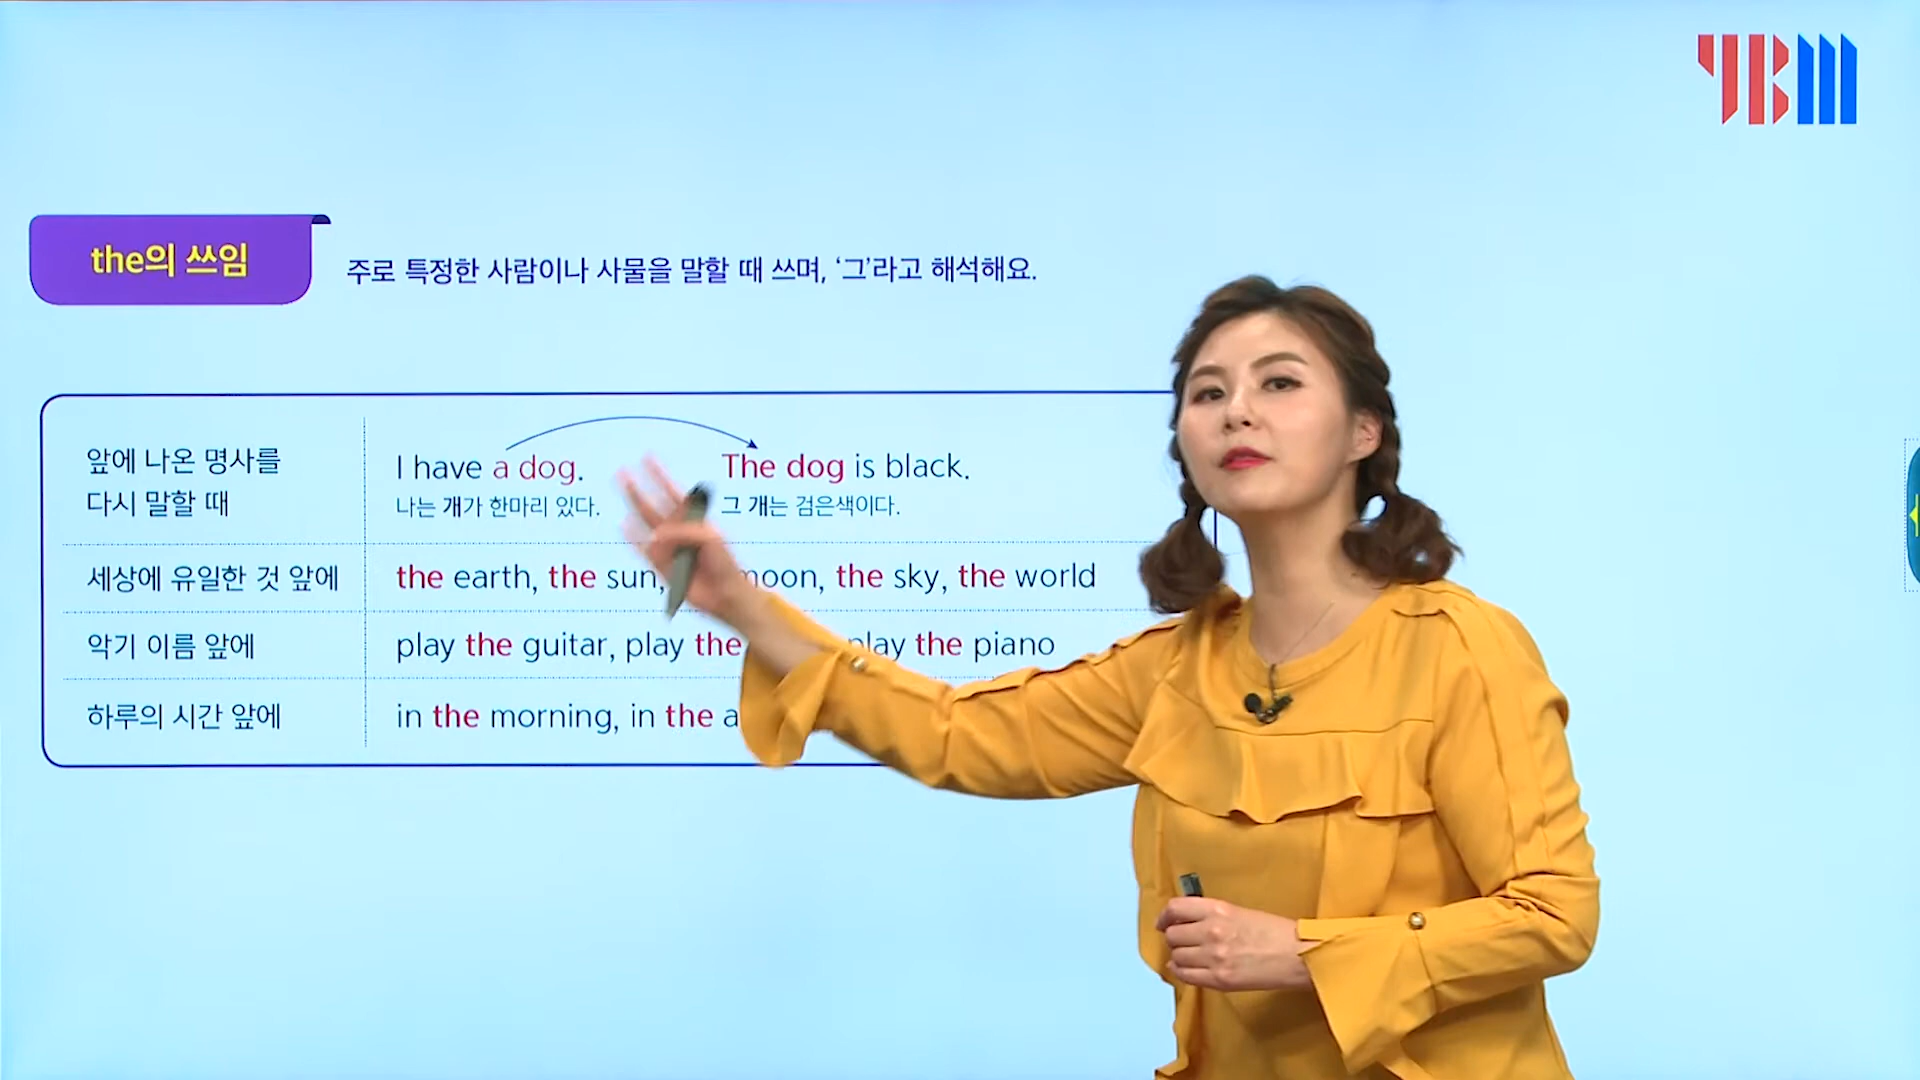 YBM
the의 쓰임
주로 특정한 사람이나 사물을 말할 때 쓰며, ‘그’라고 해석해요.
앞에 나온 명사를
다시 말할 때
I have a dog. The dog is black.
나는 개가 한마리 있다. 그 개는 검은색이다.
세상에 유일한 것 앞에
the earth, the sun, moon, the sky, the world
악기 이름 앞에
play the guitar, play the play the piano
하루의 시간 앞에
in the morning, in the